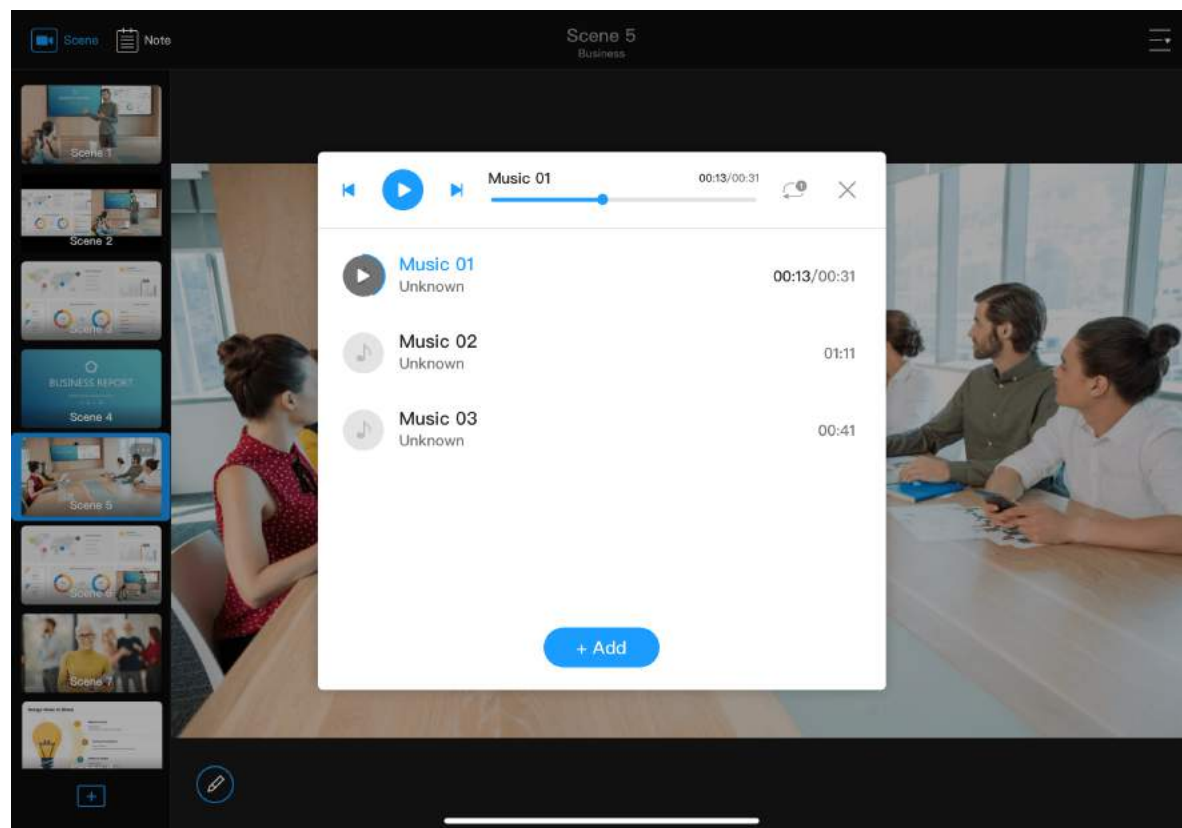 Scene
Note
Scene 5
Business
Scene 1
Scene 2
Scene 3
BUSINESS REPORT
Scene 4
Scene 5
Scene 6
Scene 7
Music 01
00:13/00:31
1
Music 01
00:13/00:31
Unknown
Music 02
01:11
Unknown
Music 03
00:41
Unknown
+ Add